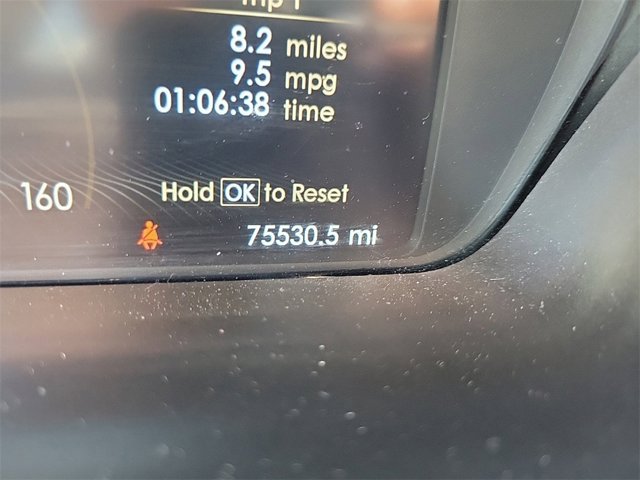 8.2 miles
9.5 mpg
01:06:38 time
160
Hold OK to Reset
75530.5 mi